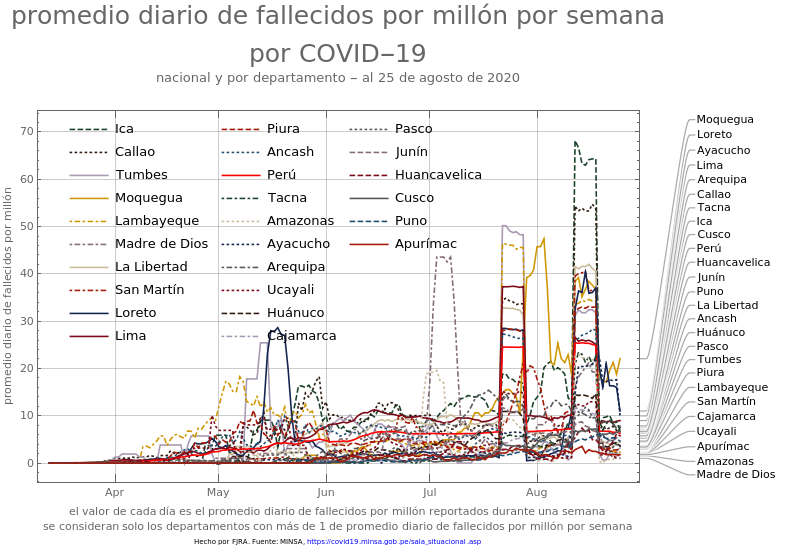 promedio diario de fallecidos por millón por semana
por COVID−19
nacional y por departamento − al 25 de agosto de 2020
promedio diario de fallecidos por millón
70
60
50
40
30
20
10
0
Ica
Callao
Tumbes
Moquegua
Lambayeque
Madre de Dios
La Libertad
San Martín
Loreto
Lima
Piura
Ancash
Perú
Tacna
Amazonas
Ayacucho
Arequipa
Ucayali
Huánuco
Cajamarca
Pasco
Junín
Huancavelica
Cusco
Puno
Apurímac
Moquegua
Loreto
Ayacucho
Lima
Arequipa
Callao
Tacna
Ica
Cusco
Perú
Huancavelica
Junín
Puno
La Libertad
Ancash
Huánuco
Pasco
Tumbes
Piura
Lambayeque
San Martín
Cajamarca
Ucayali
Apurímac
Amazonas
Madre de Dios
Apr May Jun Jul Aug
el valor de cada día es el promedio diario de fallecidos por millón reportados durante una semana
se consideran solo los departamentos con más de 1 de promedio diario de fallecidos por millón por semana
Hecho por FJRA. Fuente: MINSA, https://covid19.minsa.gob.pe/sala_situacional.asp